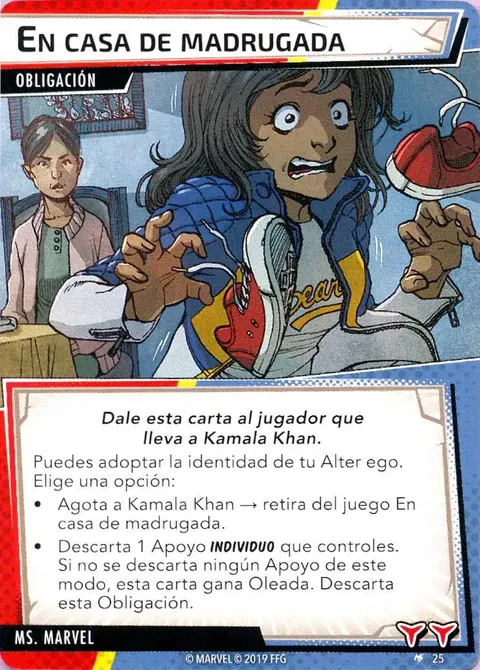 En casa de madrugada
OBLIGACIÓN
Bears
Dale esta carta al jugador que
lleva a Kamala Khan.
Puedes adoptar la identidad de tu Alter ego.
Elige una opción:
• Agota a Kamala Khan → retira del juego En
casa de madrugada.
• Descarta 1 Apoyo INDIVIDUO que controles.
Si no se descarta ningún Apoyo de este
modo, esta carta gana Oleada. Descarta
esta Obligación.
MS. MARVEL
© MARVEL © 2019 FFG
25